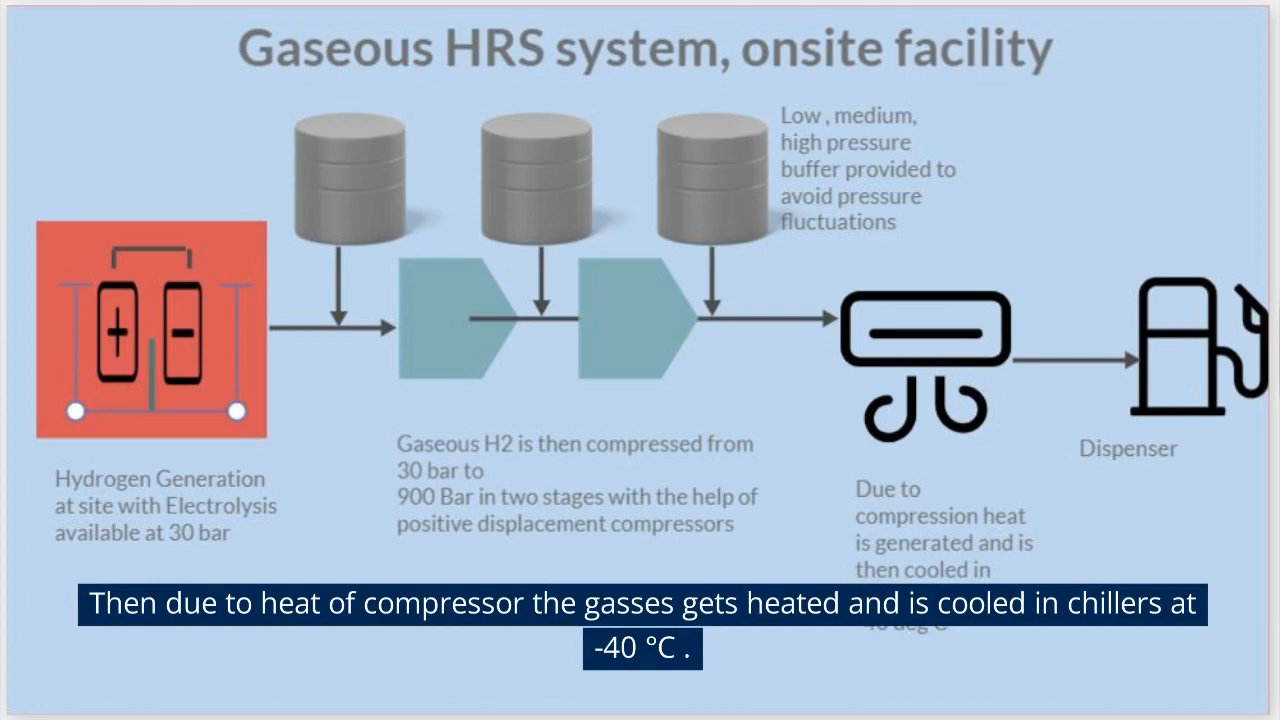 Gaseous HRS system, onsite facility
Low , medium,
high pressure
buffer provided to
avoid pressure
fluctuations
Hydrogen Generation
at site with Electrolysis
available at 30 bar
Gaseous H2 is then compressed from
30 bar to
900 Bar in two stages with the help of
positive displacement compressors
Dispenser
Due to
compression heat
is generated and is
then cooled in
Then due to heat of compressor the gasses gets heated and is cooled in chillers at
-40 °C .